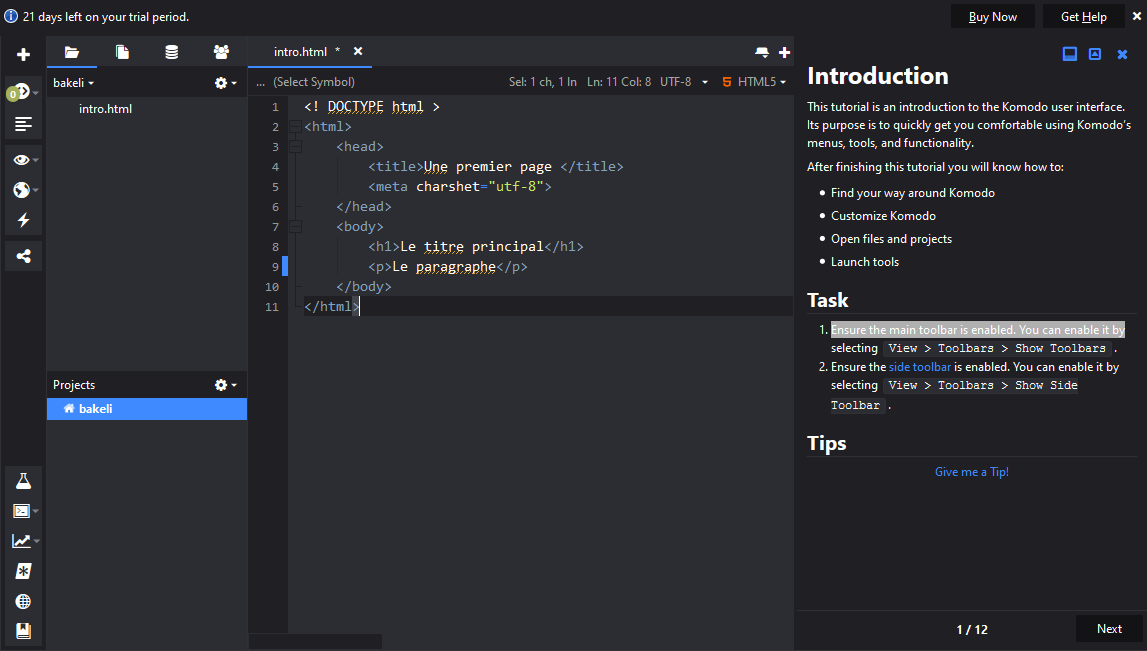 21 days left on your trial period.
Buy Now
Get Help
intro.html *
bakeli
intro.html
... (Select Symbol)
Sel: 1 ch, 1 ln Ln: 11 Col: 8 UTF-8 HTML5
0
1 <! DOCTYPE html >
2 <html>
3 <head>
4 <title>Une premier page </title>
5 <meta charshet="utf-8">
6 </head>
7 <body>
8 <h1>Le titre principal</h1>
9 <p>Le paragraphe</p>
10 </body>
11 </html>
Projects
bakeli
Introduction
This tutorial is an introduction to the Komodo user interface.
Its purpose is to quickly get you comfortable using Komodo's
menus, tools, and functionality.
After finishing this tutorial you will know how to:
• Find your way around Komodo
• Customize Komodo
• Open files and projects
• Launch tools
Task
1. Ensure the main toolbar is enabled. You can enable it by
selecting View > Toolbars > Show Toolbars .
2. Ensure the side toolbar is enabled. You can enable it by
selecting View > Toolbars > Show Side
Toolbar .
Tips
Give me a Tip!
1 / 12
Next